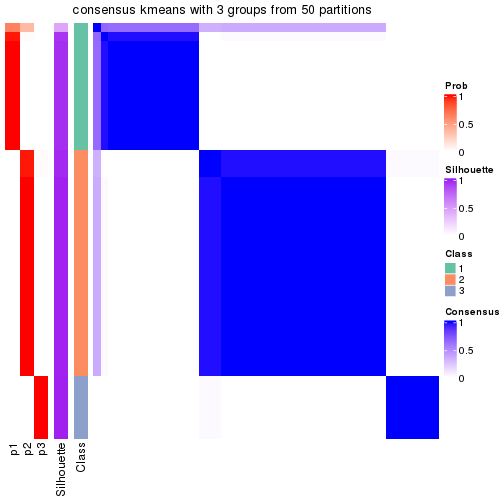 consensus kmeans with 3 groups from 50 partitions
Prob
1
0.5
0
Silhouette
1
0.5
0
Class
1
2
3
Consensus
1
0.5
0
p1
p2
p3
Silhouette
Class